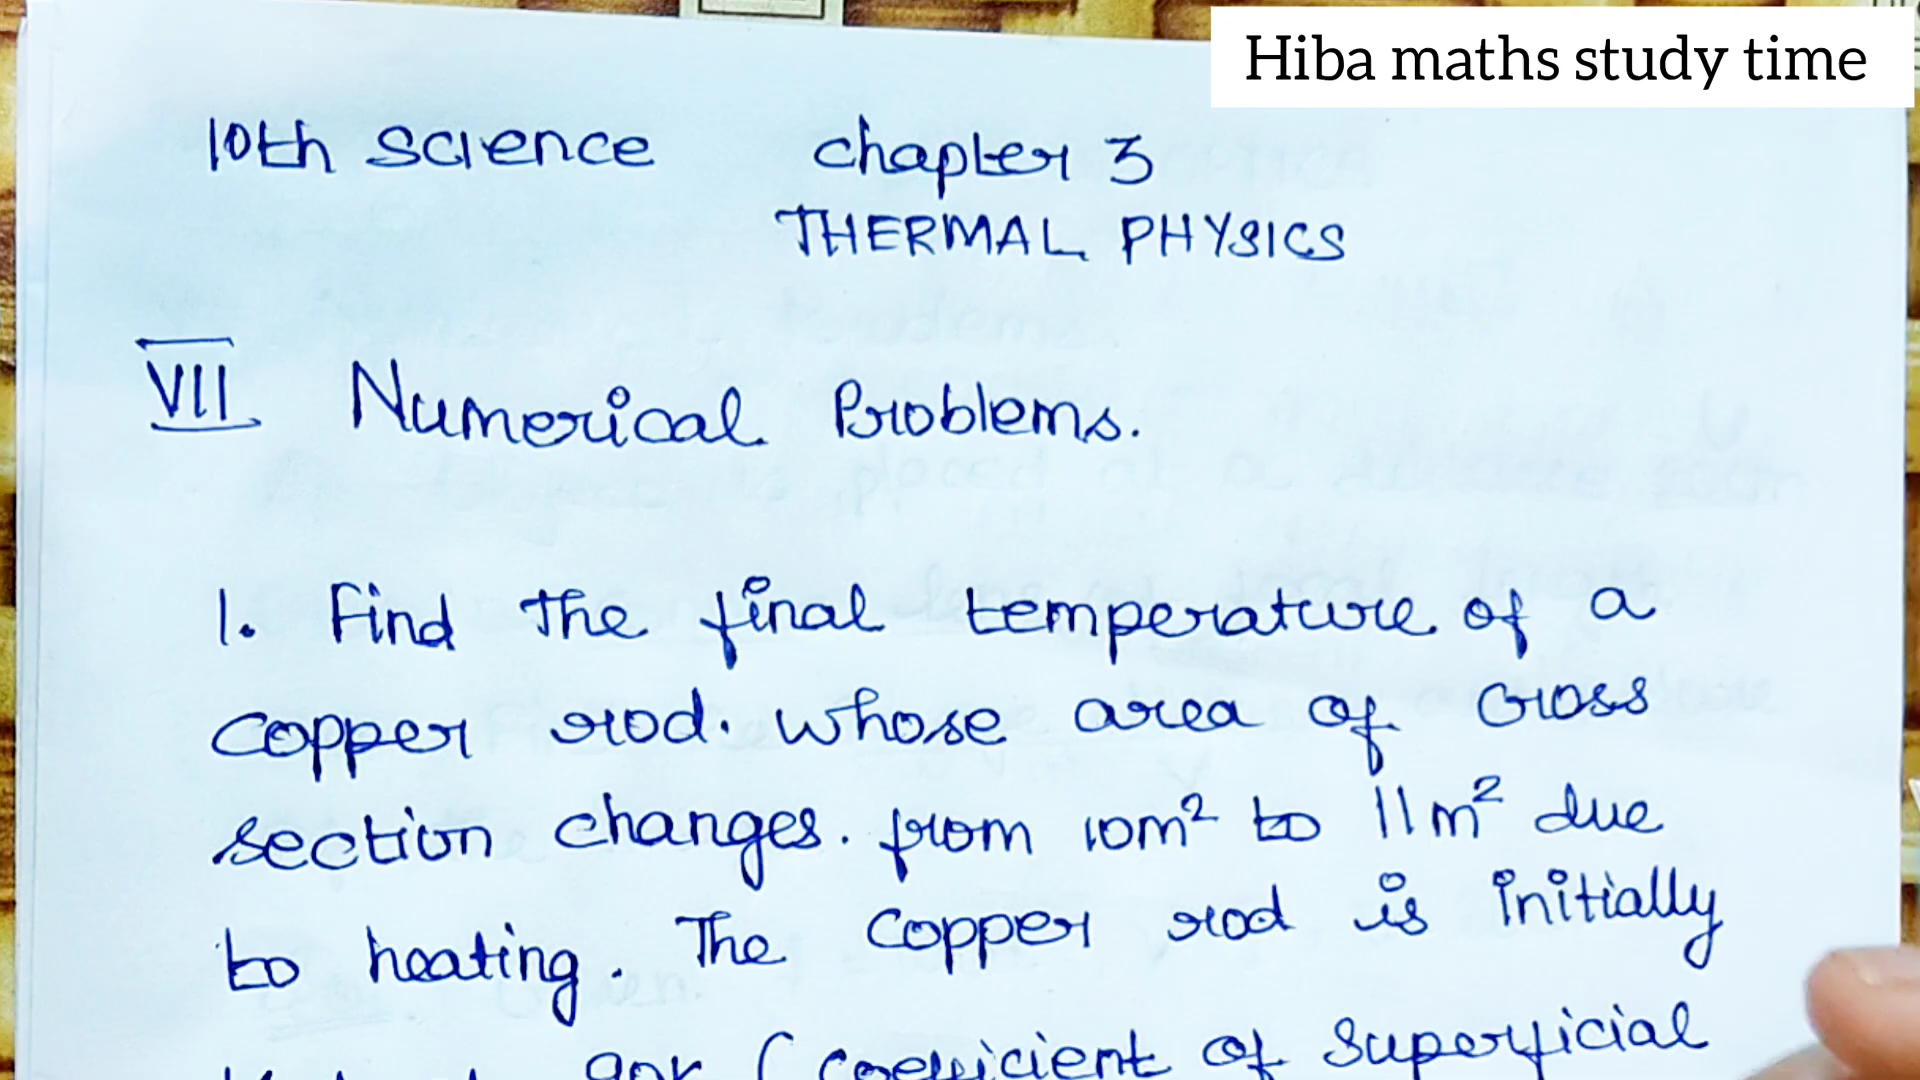 Hiba maths study time
10th science chapter 3
THERMAL PHYSICS
VII Numerical Problems.
1. Find the final temperature of a
copper rod. whose area of cross
section changes. from 10m² to 11m² due
to heating. The copper rod is initially
90K (coefficient of superficial